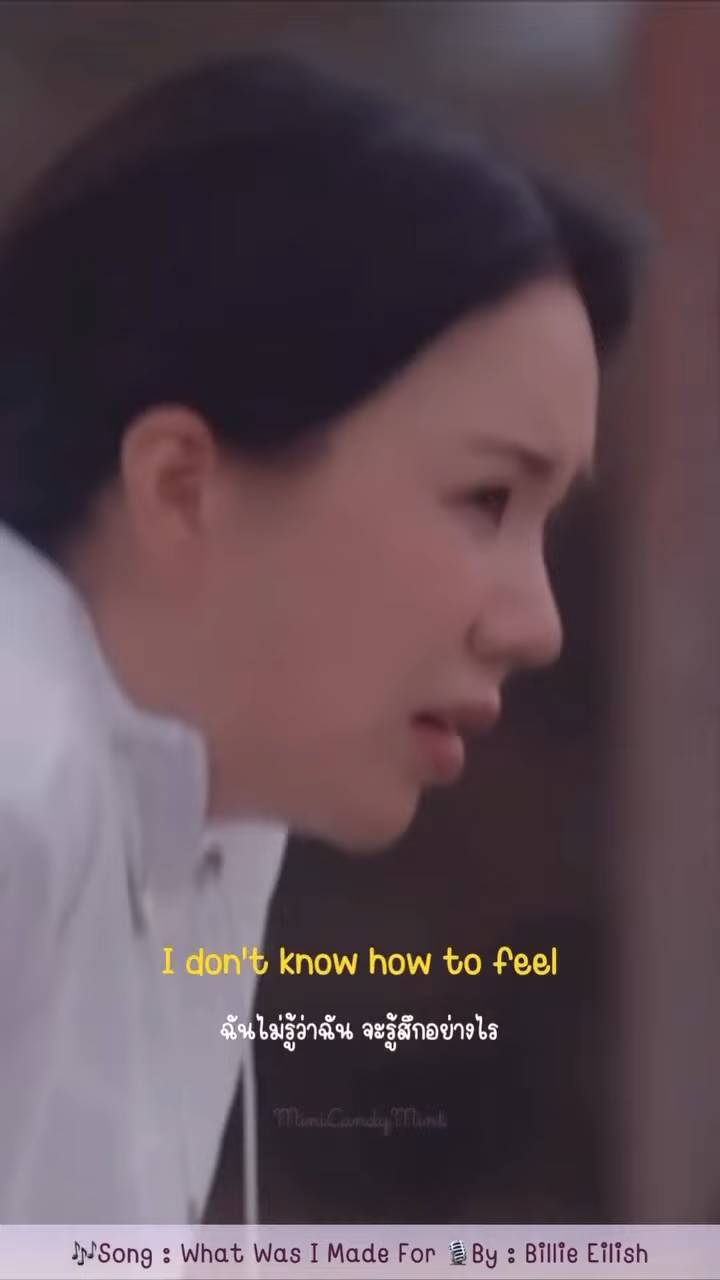 I don't know how to feel
ฉันไม่รู้ว่าฉัน จะรู้สึกอย่างไร
MiniCandyMint
🎶Song : What Was I Made For 🎙️By : Billie Eilish